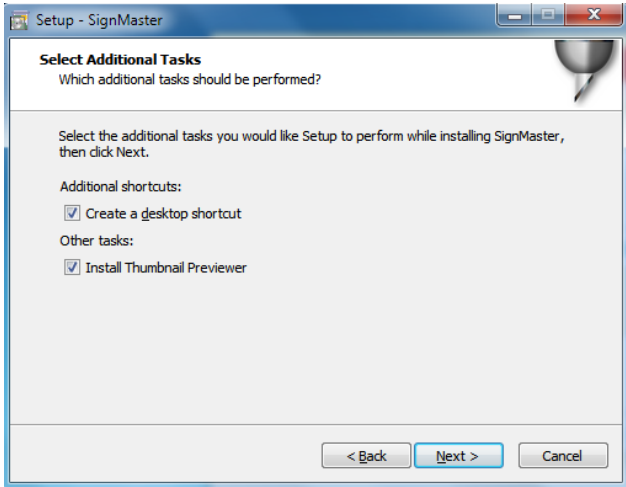 Setup - SignMaster
Select Additional Tasks
Which additional tasks should be performed?
Select the additional tasks you would like Setup to perform while installing SignMaster,
then click Next.
Additional shortcuts:
Create a desktop shortcut
Other tasks:
Install Thumbnail Previewer
< Back Next > Cancel